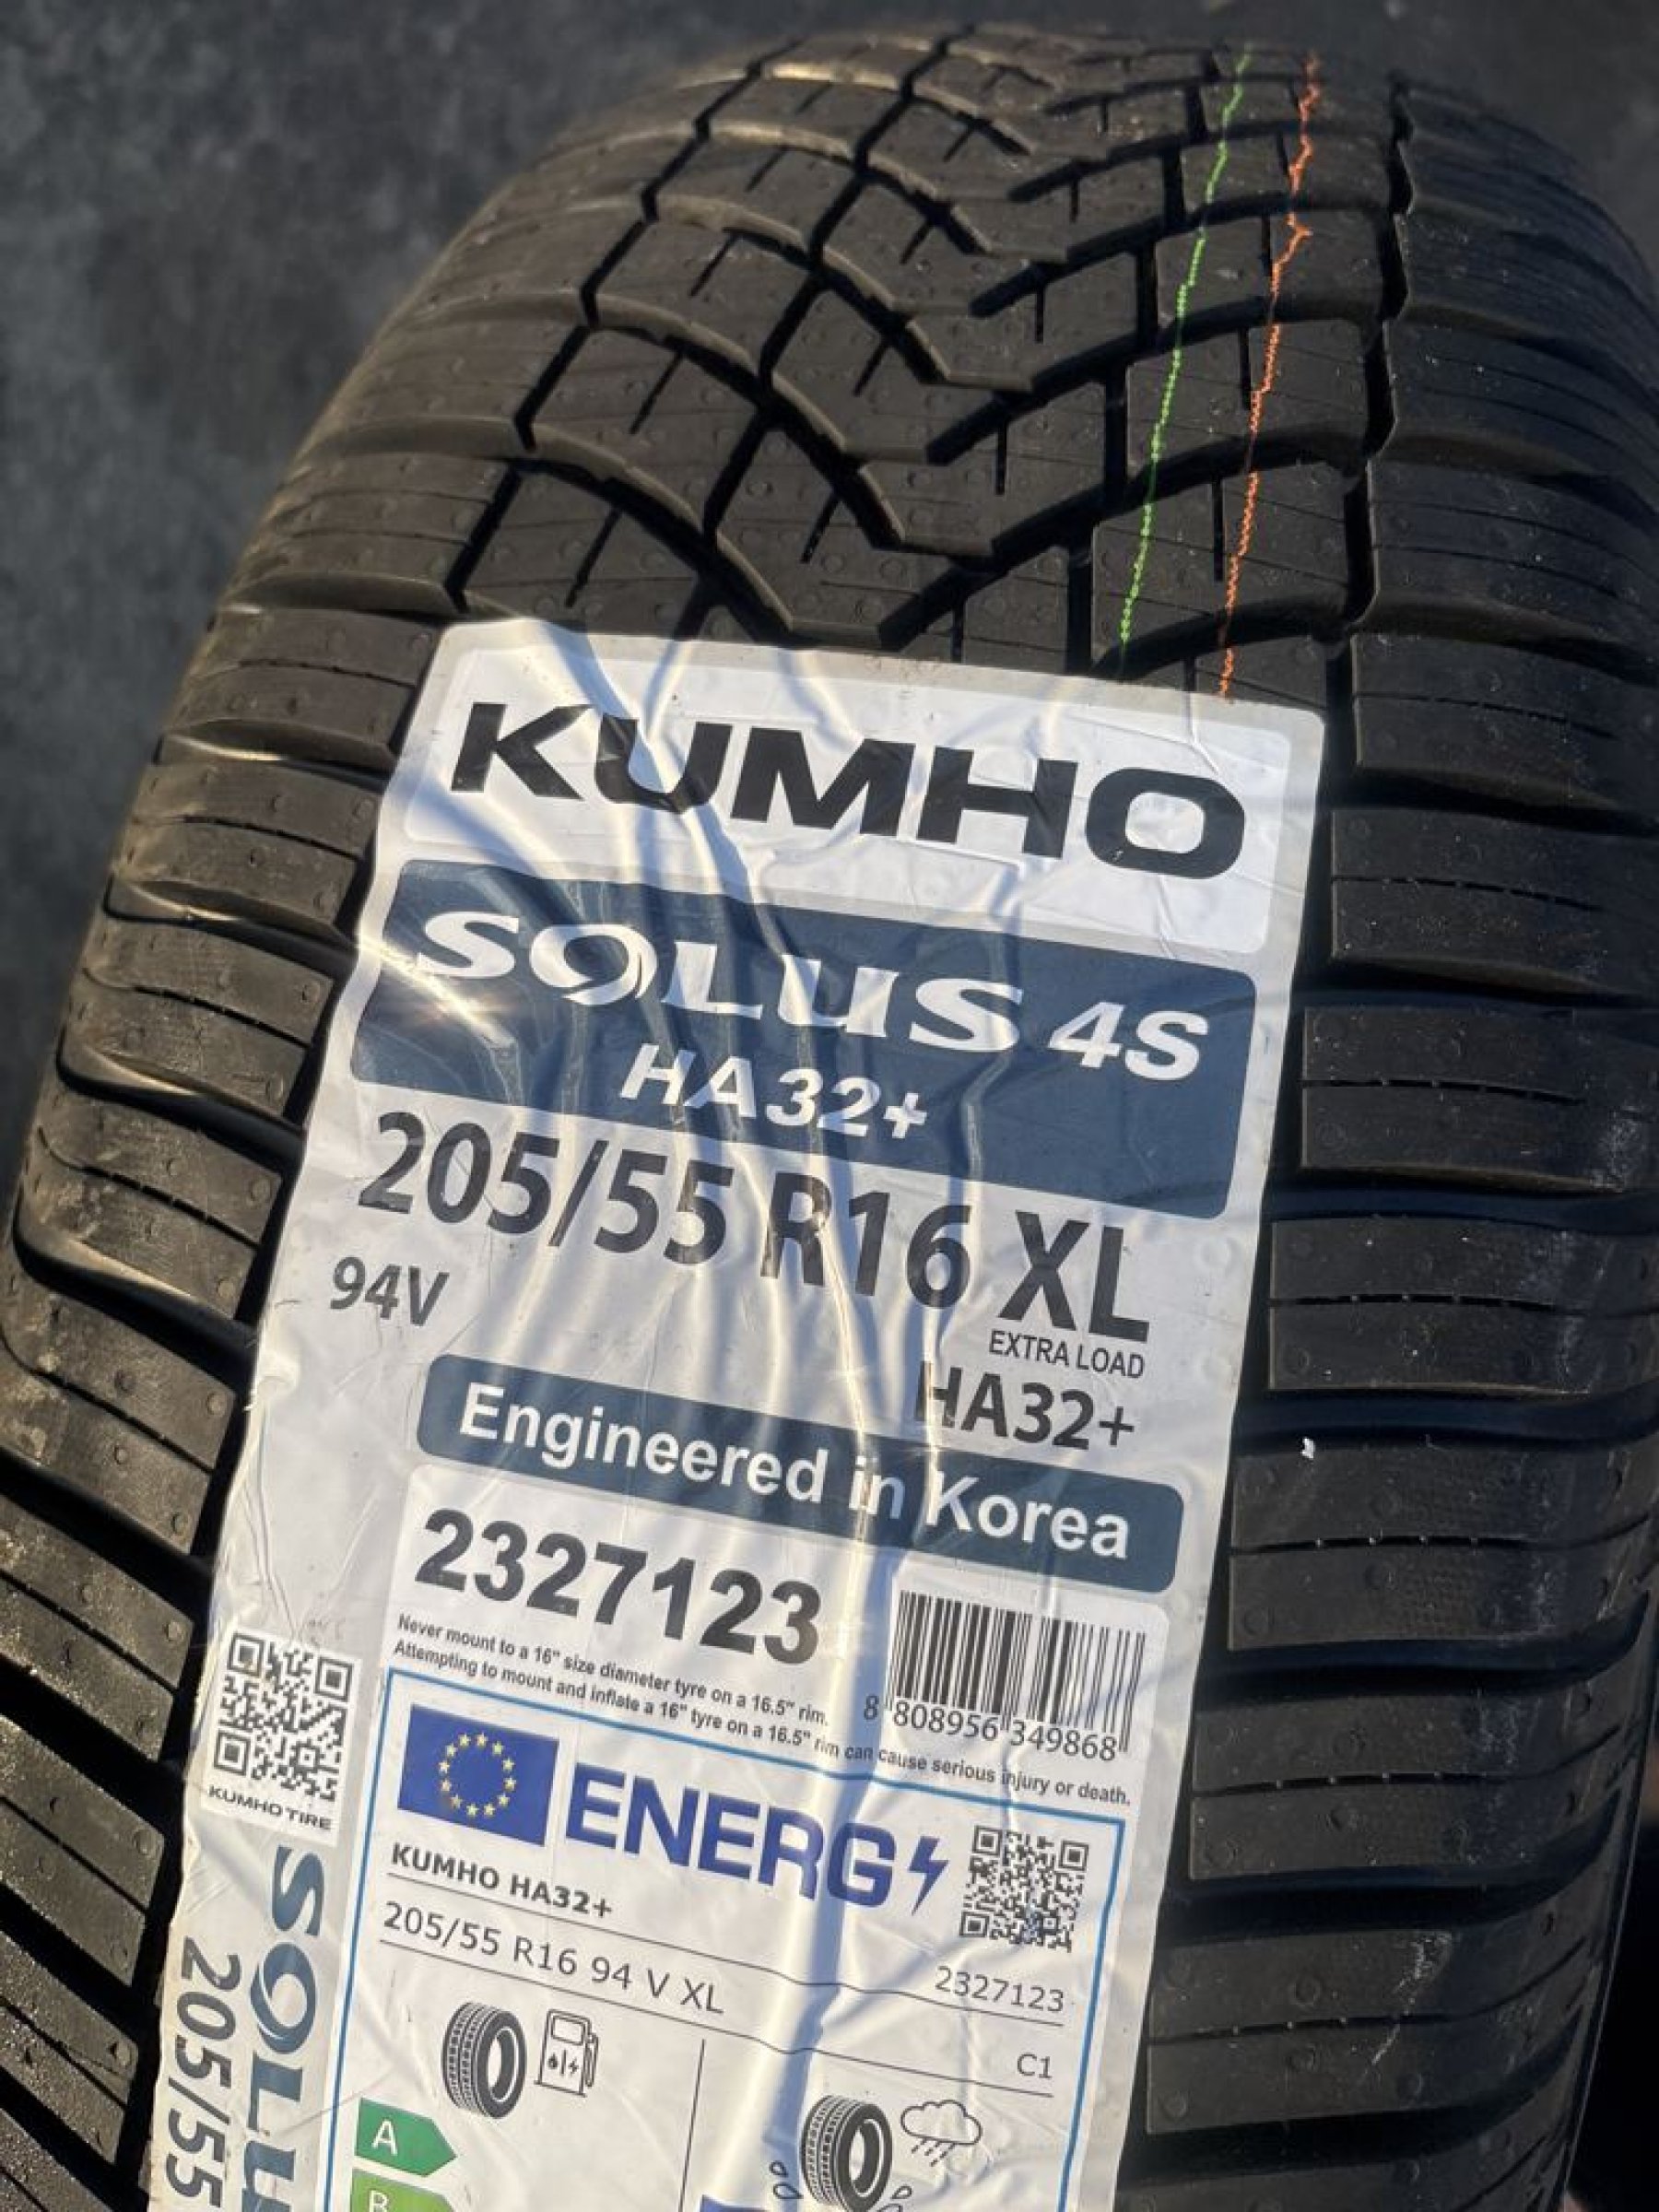 KUMHO
SOLUS 4S
HA32+
205/55 R16 XL
94V
EXTRA LOAD
HA32+
Engineered in Korea
2327123
Never mount to a 16" size diameter tyre on a 16.5" rim.
Attempting to mount and inflate a 16" tyre on a 16.5" rim can cause serious injury or death.
8 808956 349868
KUMHO TIRE
ENERG
KUMHO HA32+
2327123
205/55 R16 94 V XL
C1
A
B
SOLU
205/55